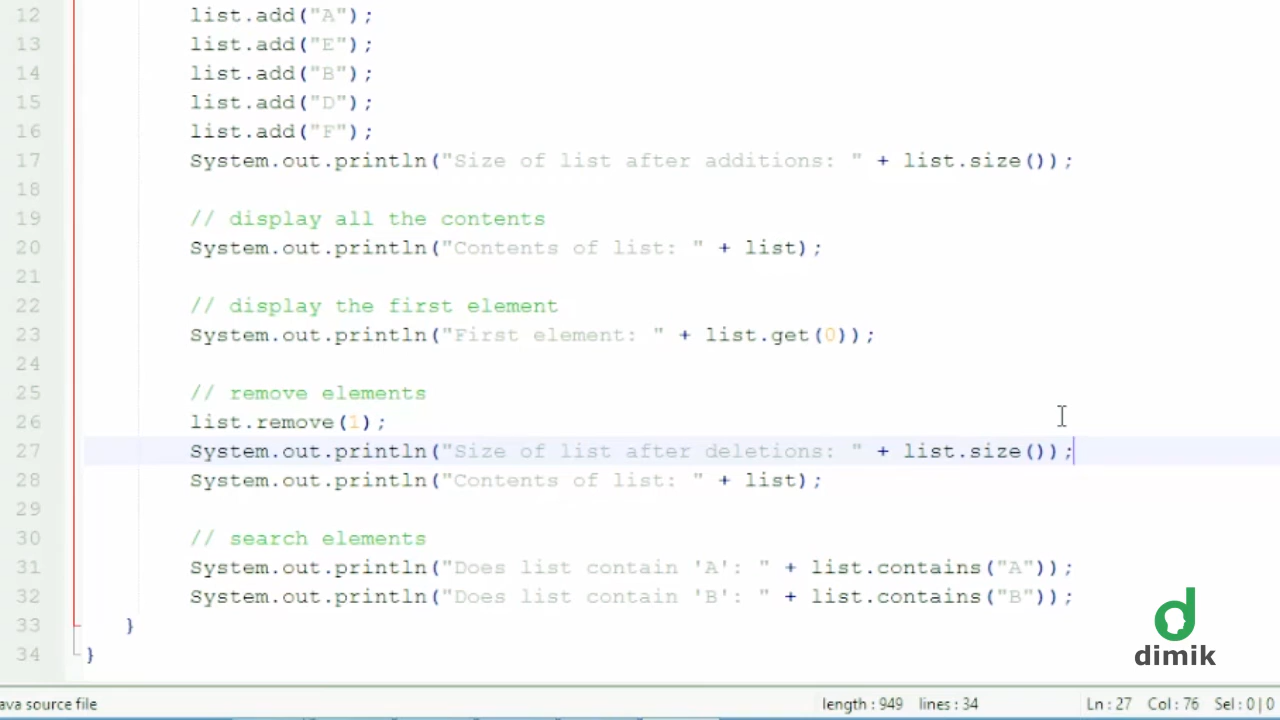 12 list.add("A");
13 list.add("E");
14 list.add("B");
15 list.add("D");
16 list.add("F");
17 System.out.println("Size of list after additions: " + list.size());
18
19 // display all the contents
20 System.out.println("Contents of list: " + list);
21
22 // display the first element
23 System.out.println("First element: " + list.get(0));
24
25 // remove elements
26 list.remove(1);
27 System.out.println("Size of list after deletions: " + list.size());
28 System.out.println("Contents of list: " + list);
29
30 // search elements
31 System.out.println("Does list contain 'A': " + list.contains("A"));
32 System.out.println("Does list contain 'B': " + list.contains("B"));
33 }
34 }
dimik
ava source file length : 949 lines : 34 Ln : 27 Col : 76 Sel : 0 | 0